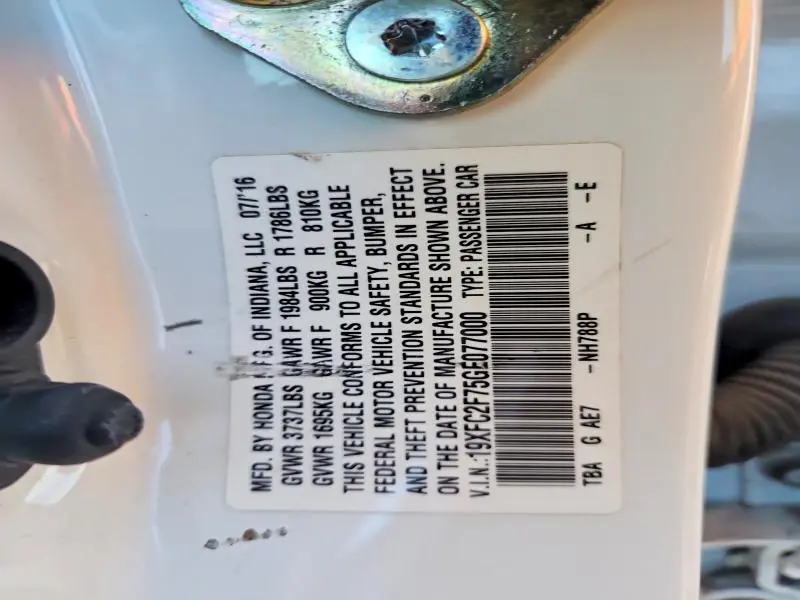 MFD. BY HONDA MFG. OF INDIANA, LLC 07/'16
GVWR 3737LBS GAWR F 1984LBS R 1786LBS
GVWR 1695KG GAWR F 900KG R 810KG
THIS VEHICLE CONFORMS TO ALL APPLICABLE
FEDERAL MOTOR VEHICLE SAFETY, BUMPER,
AND THEFT PREVENTION STANDARDS IN EFFECT
ON THE DATE OF MANUFACTURE SHOWN ABOVE.
V.I.N.:19XFC2F75GE077000 TYPE: PASSENGER CAR
TBA G AE7 -NH788P -A -E